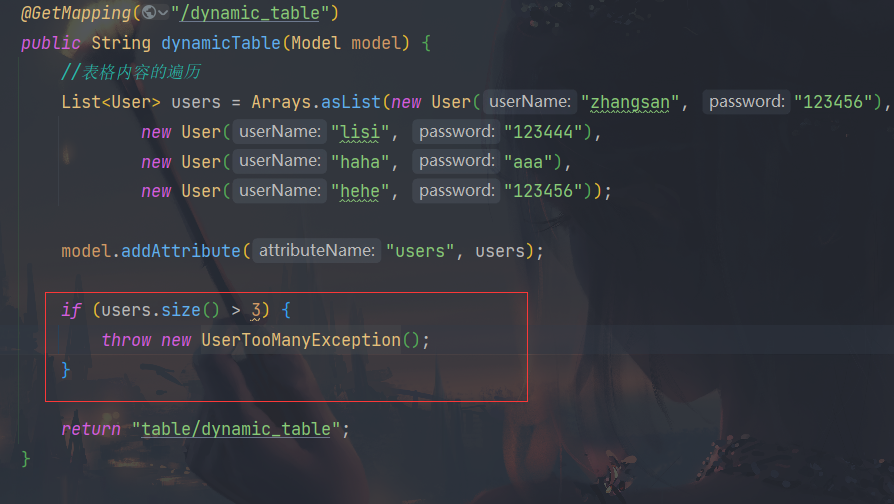 @GetMapping("/dynamic_table")
public String dynamicTable(Model model) {
//表格内容的遍历
List<User> users = Arrays.asList(new User( userName: "zhangsan", password: "123456"),
new User( userName: "lisi", password: "123444"),
new User( userName: "haha", password: "aaa"),
new User( userName: "hehe", password: "123456"));
model.addAttribute( attributeName: "users", users);
if (users.size() > 3) {
throw new UserTooManyException();
}
return "table/dynamic_table";
}